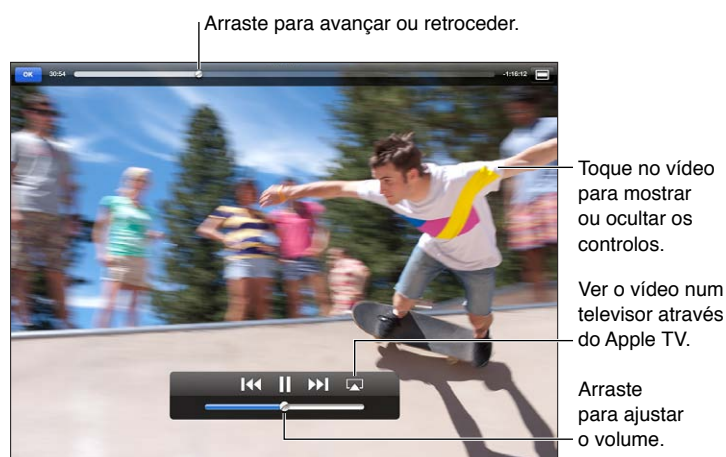 Arraste para avançar ou retroceder.
OK
30:54
-1:16:12
Toque no vídeo
para mostrar
ou ocultar os
controlos.
Ver o vídeo num
televisor através
do Apple TV.
Arraste
para ajustar
o volume.